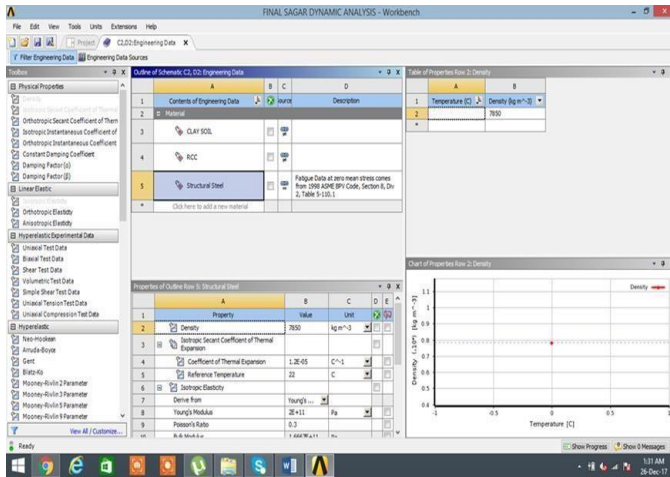 FINAL SAGAR DYNAMIC ANALYSIS - Workbench
File Edit View Tools Units Extensions Help
Project C2,D2:Engineering Data X
Filter Engineering Data Engineering Data Sources
Toolbox
Physical Properties
Density
Isotropic Secant Coefficient of Thermal
Orthotropic Secant Coefficient of Therm
Isotropic Instantaneous Coefficient of
Orthotropic Instantaneous Coefficient
Constant Damping Coefficient
Damping Factor (α)
Damping Factor (β)
Linear Elastic
Isotropic Elasticity
Orthotropic Elasticity
Anisotropic Elasticity
Hyperelastic Experimental Data
Uniaxial Test Data
Biaxial Test Data
Shear Test Data
Volumetric Test Data
Simple Shear Test Data
Uniaxial Tension Test Data
Uniaxial Compression Test Data
Hyperelastic
Neo-Hookean
Arruda-Boyce
Gent
Blatz-Ko
Mooney-Rivlin 2 Parameter
Mooney-Rivlin 3 Parameter
Mooney-Rivlin 5 Parameter
Mooney-Rivlin 9 Parameter
View All / Customize...
Outline of Schematic C2, D2: Engineering Data
A B C D
1 Contents of Engineering Data ource Description
2 Material
3 CLAY SOIL
4 RCC
5 Structural Steel Fatigue Data at zero mean stress comes
from 1998 ASME BPV Code, Section 8, Div
2, Table 5-110.1
* Click here to add a new material
Properties of Outline Row 5: Structural Steel
A B C D E
1 Property Value Unit
2 Density 7850 kg m^-3
3 Isotropic Secant Coefficient of Thermal
Expansion
4 Coefficient of Thermal Expansion 1.2E-05 C^-1
5 Reference Temperature 22 C
6 Isotropic Elasticity
7 Derive from Young's ...
8 Young's Modulus 2E+11 Pa
9 Poisson's Ratio 0.3
10 Bulk Modulus 1.6667E+11 Pa
Table of Properties Row 2: Density
A B
1 Temperature (C) Density (kg m^-3)
2 7850
*
Chart of Properties Row 2: Density
Density
1.1
1
0.9
0.8
0.7
0.6
0.5
0.4
Density (.10⁴) [kg m^-3]
-1 -0.5 0 0.5 1
Temperature [C]
Ready
Show Progress Show 0 Messages
1:31 AM
26-Dec-17